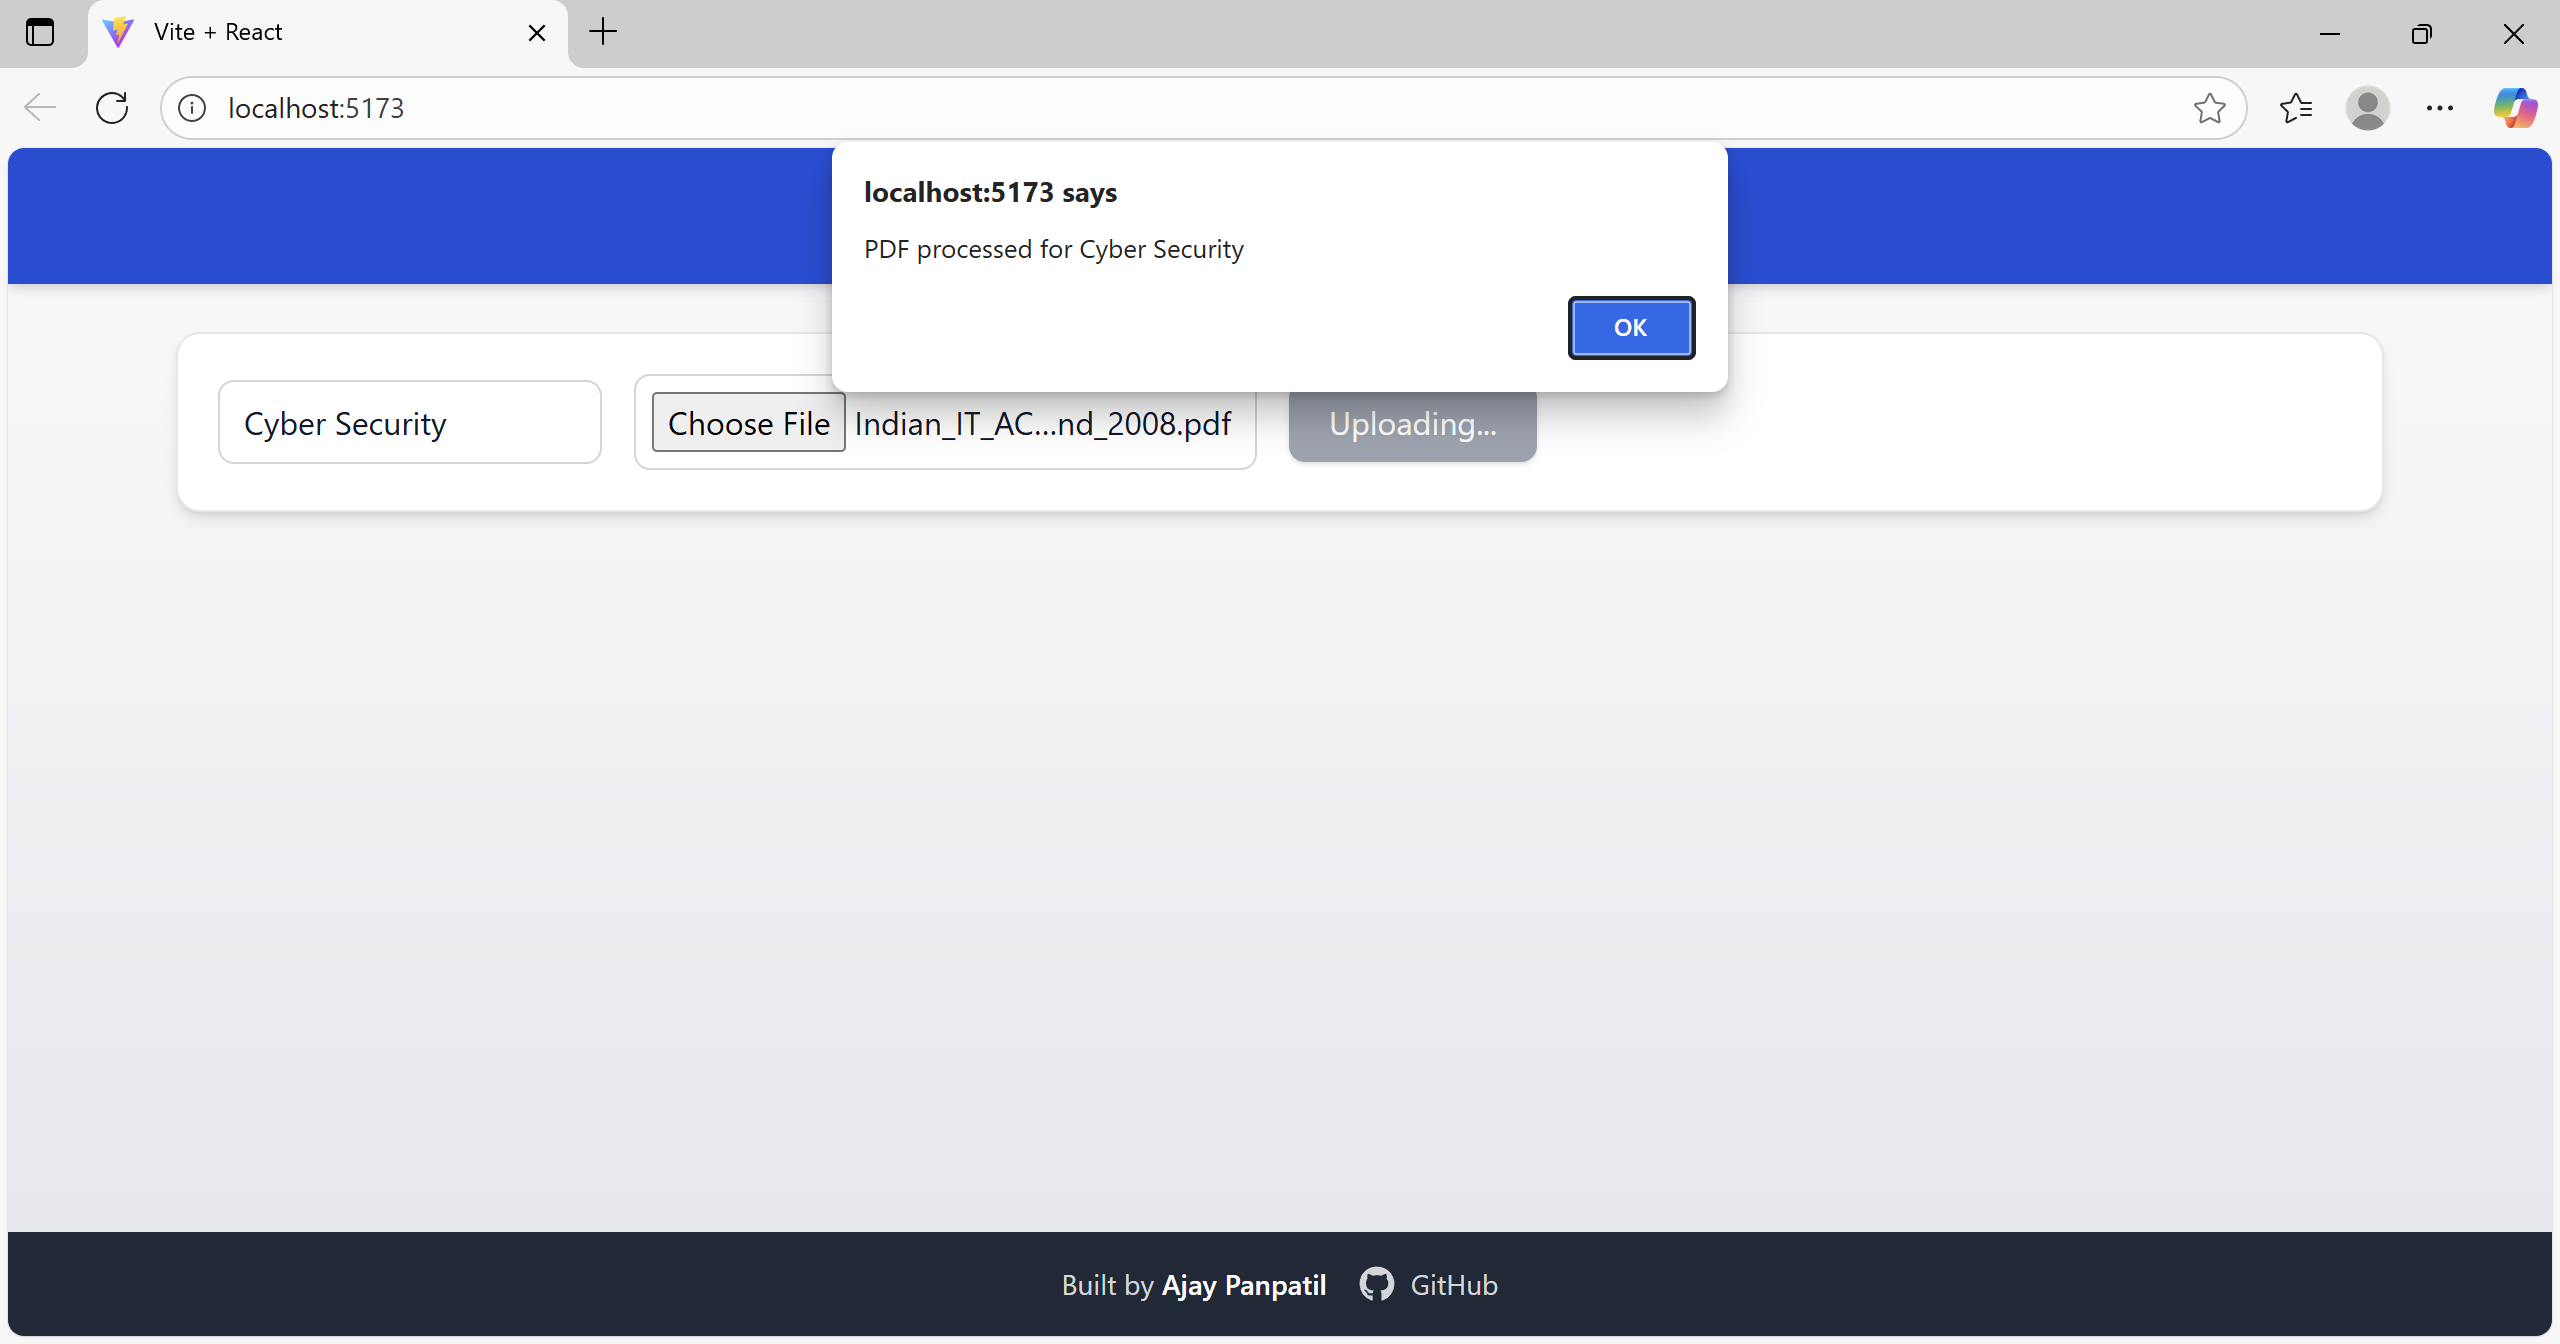 Vite + React
localhost:5173
localhost:5173 says
PDF processed for Cyber Security
OK
Cyber Security
Choose File Indian_IT_AC...nd_2008.pdf
Uploading...
Built by Ajay Panpatil GitHub